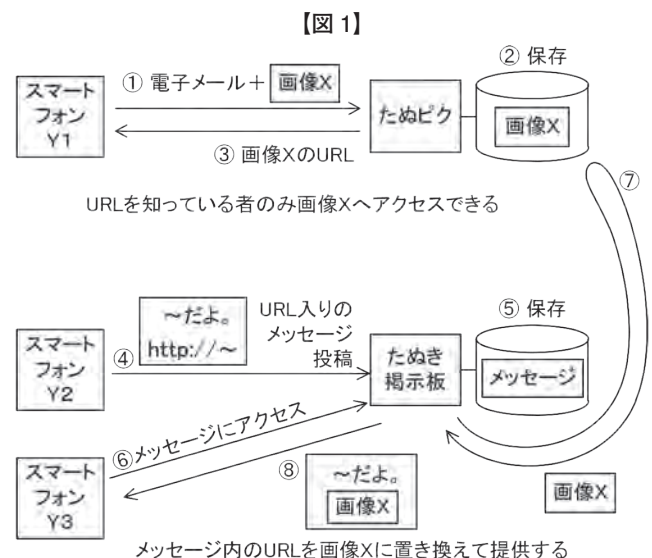 【図 1】
② 保存
① 電子メール＋ 画像X
スマート
フォン
Y1
たぬピク
画像X
③ 画像XのURL
⑦
URLを知っている者のみ画像Xへアクセスできる
～だよ。
http://～
URL入りの
メッセージ
投稿
⑤ 保存
④
スマート
フォン
Y2
たぬき
掲示板
メッセージ
⑥メッセージにアクセス
⑧
～だよ。
画像X
画像X
スマート
フォン
Y3
メッセージ内のURLを画像Xに置き換えて提供する